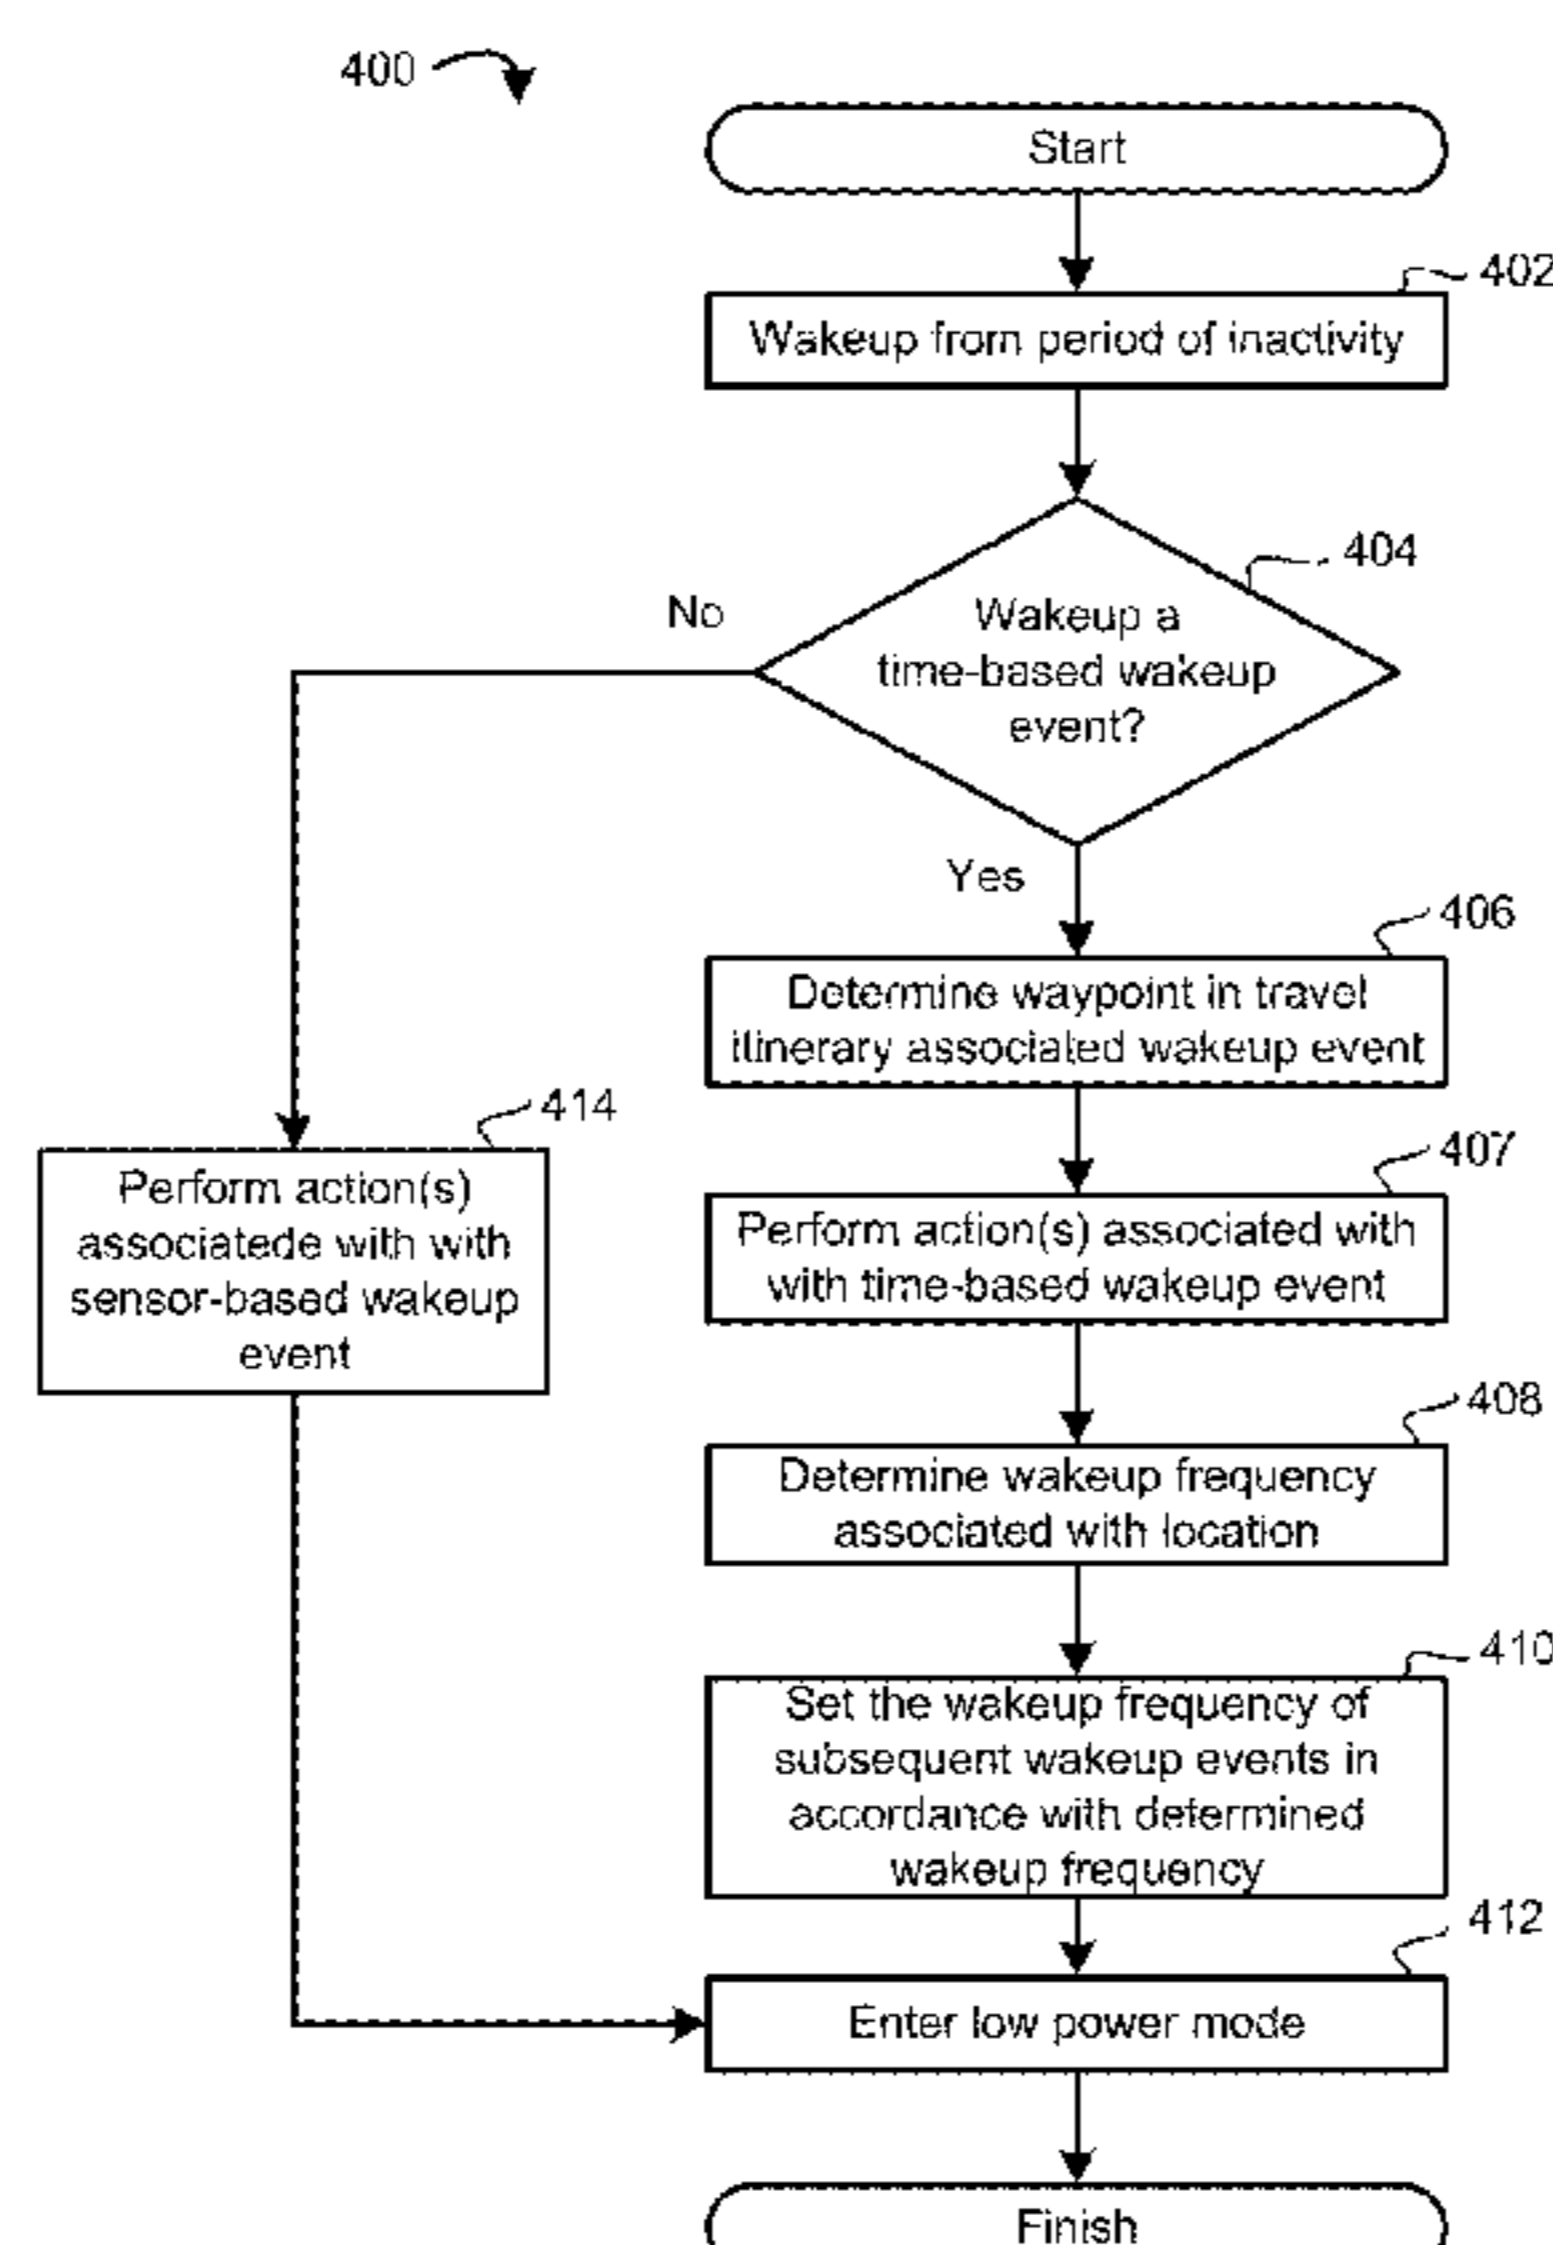 400
Start
402
Wakeup from period of inactivity
404
No
Wakeup a
time-based wakeup
event?
Yes
406
Determine waypoint in travel
itinerary associated wakeup event
414
Perform action(s)
associatede with with
sensor-based wakeup
event
407
Perform action(s) associated with
with time-based wakeup event
408
Determine wakeup frequency
associated with location
410
Set the wakeup frequency of
subsequent wakeup events in
accordance with determined
wakeup frequency
412
Enter low power mode
Finish